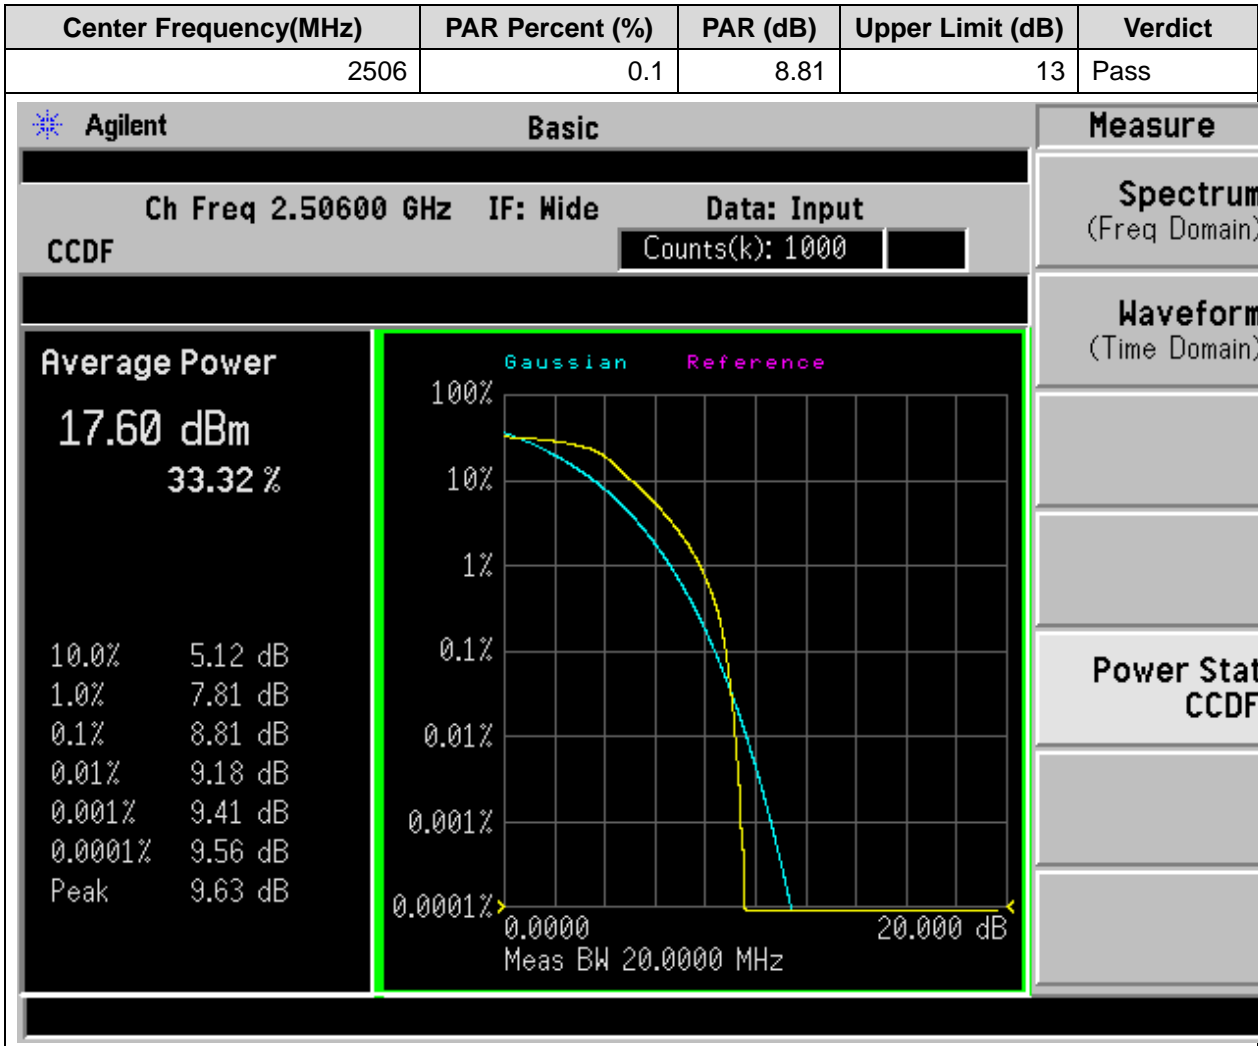 Center Frequency(MHz) PAR Percent (%) PAR (dB) Upper Limit (dB) Verdict
2506 0.1 8.81 13 Pass
Agilent Basic Measure
Ch Freq 2.50600 GHz IF: Wide Data: Input
CCDF Counts(k): 1000
Spectrum
(Freq Domain)
Waveform
(Time Domain)
Power Stat
CCDF
Average Power
17.60 dBm
33.32 %
10.0% 5.12 dB
1.0% 7.81 dB
0.1% 8.81 dB
0.01% 9.18 dB
0.001% 9.41 dB
0.0001% 9.56 dB
Peak 9.63 dB
Gaussian Reference
100%
10%
1%
0.1%
0.01%
0.001%
0.0001%
0.0000 20.000 dB
Meas BW 20.0000 MHz